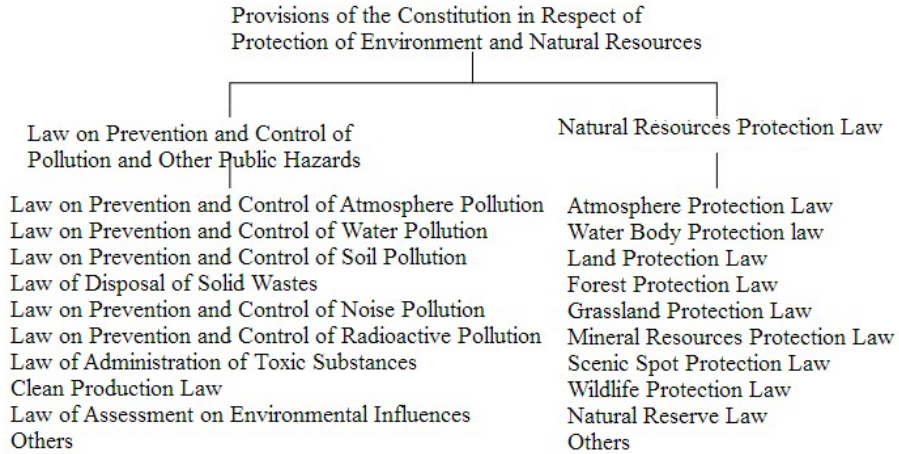 Provisions of the Constitution in Respect of
Protection of Environment and Natural Resources
Law on Prevention and Control of
Pollution and Other Public Hazards
Natural Resources Protection Law
Law on Prevention and Control of Atmosphere Pollution
Law on Prevention and Control of Water Pollution
Law on Prevention and Control of Soil Pollution
Law of Disposal of Solid Wastes
Law on Prevention and Control of Noise Pollution
Law on Prevention and Control of Radioactive Pollution
Law of Administration of Toxic Substances
Clean Production Law
Law of Assessment on Environmental Influences
Others
Atmosphere Protection Law
Water Body Protection law
Land Protection Law
Forest Protection Law
Grassland Protection Law
Mineral Resources Protection Law
Scenic Spot Protection Law
Wildlife Protection Law
Natural Reserve Law
Others